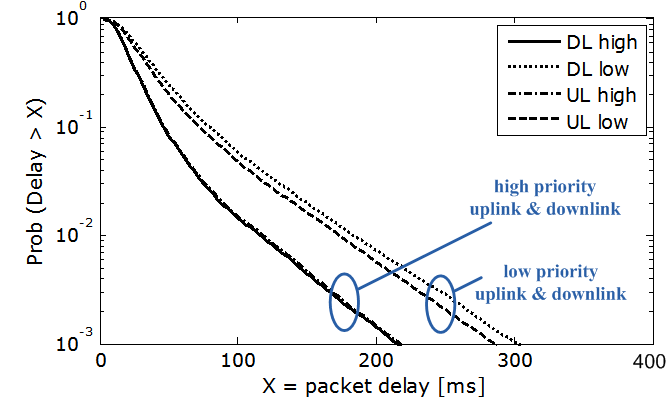 10^0
10^-1
10^-2
10^-3
Prob (Delay > X)
DL high
DL low
UL high
UL low
high priority
uplink & downlink
low priority
uplink & downlink
0 100 200 300 400
X = packet delay [ms]